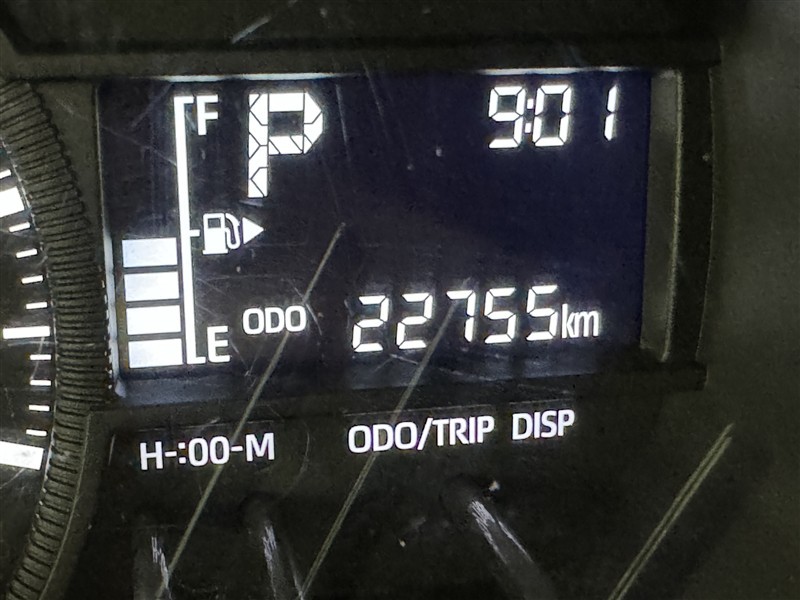 F P 9:01
E ODO 22755km
H-:00-M ODO/TRIP DISP